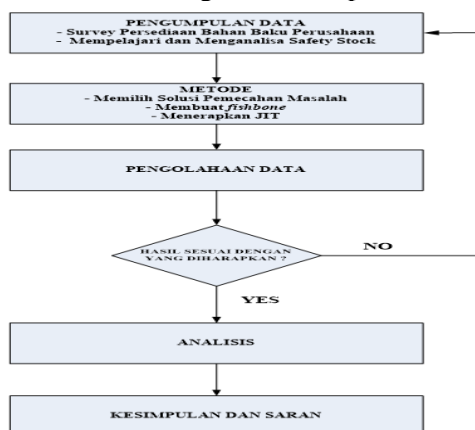 PENGUMPULAN DATA
- Survey Persediaan Bahan Baku Perusahaan
- Mempelajari dan Menganalisa Safety Stock
METODE
- Memilih Solusi Pemecahan Masalah
- Membuat fishbone
- Menerapkan JIT
PENGOLAHAAN DATA
HASIL SESUAI DENGAN
YANG DIHARAPKAN ?
NO
YES
ANALISIS
KESIMPULAN DAN SARAN